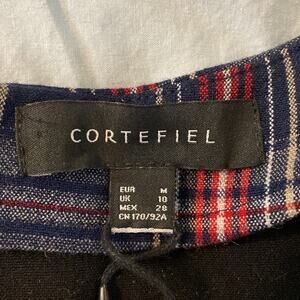 CORTEFIEL
EUR M
UK 10
MEX 28
CN 170/92A